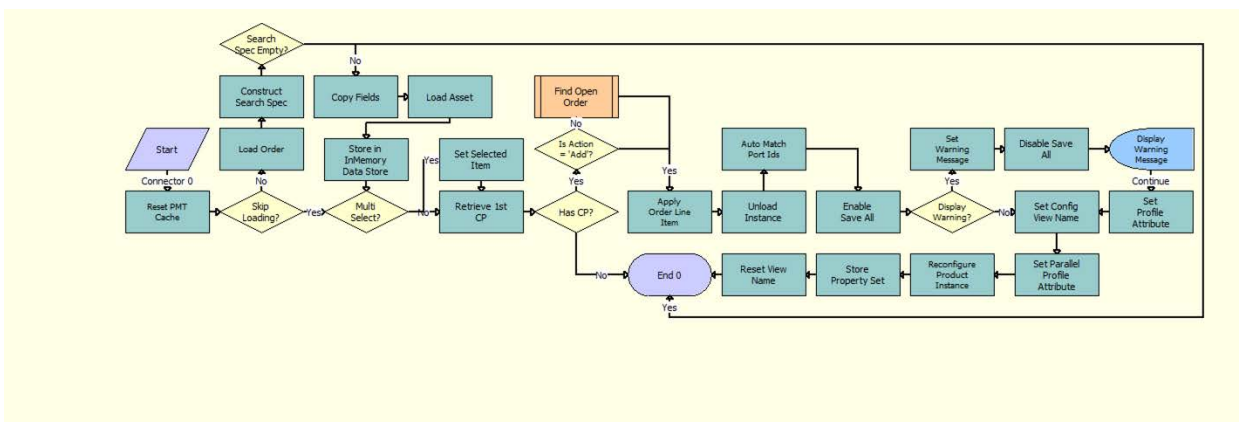 Search
Spec Empty?
No
Construct
Search Spec
Copy Fields
Load Asset
Find Open
Order
Start
Load Order
Store in
InMemory
Data Store
Yes
Set Selected
Item
No
Is Action
= 'Add'?
Auto Match
Port Ids
Set
Warning
Message
Disable Save
All
Display
Warning
Message
Connector 0
No
Yes
Yes
Yes
Continue
Reset PMT
Cache
Skip
Loading?
Yes
Multi
Select?
No
Retrieve 1st
CP
Has CP?
Apply
Order Line
Item
Unload
Instance
Enable
Save All
Display
Warning?
No
Set Config
View Name
Set
Profile
Attribute
No
End 0
Reset View
Name
Store
Property Set
Reconfigure
Product
Instance
Set Parallel
Profile
Attribute
Yes